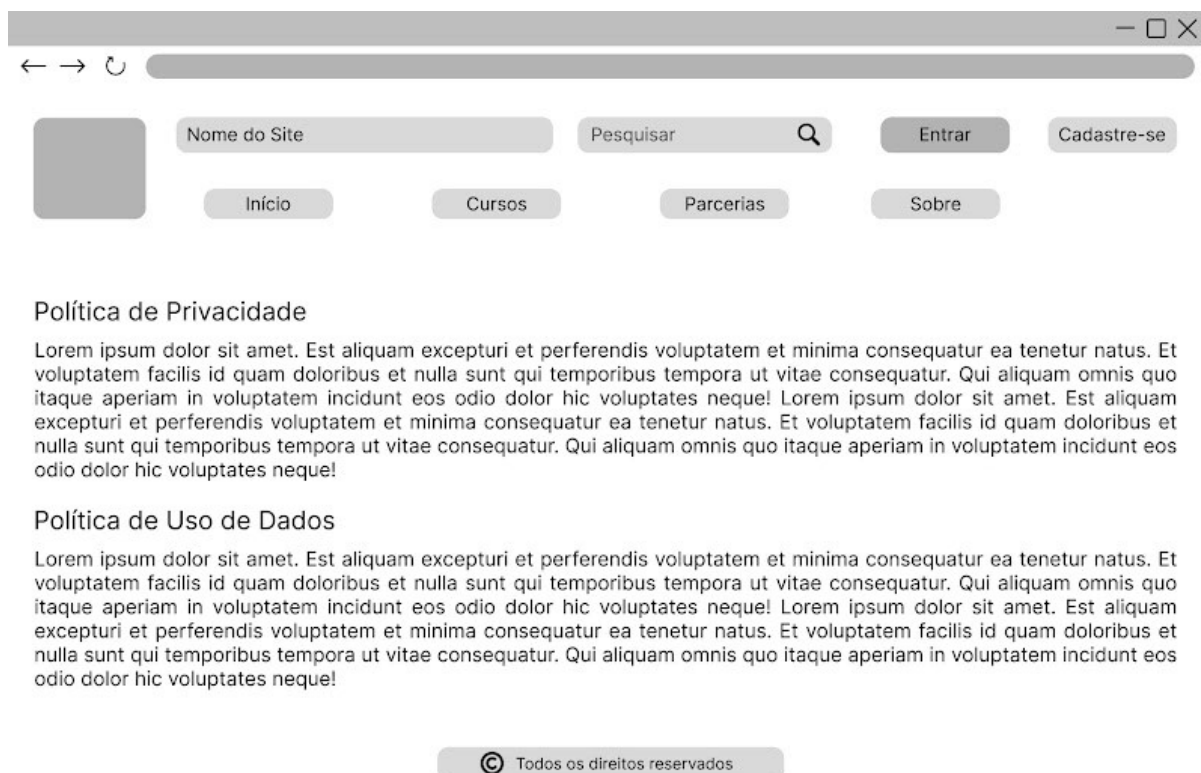 Nome do Site
Pesquisar
Entrar
Cadastre-se
Início
Cursos
Parcerias
Sobre
Política de Privacidade
Lorem ipsum dolor sit amet. Est aliquam excepturi et perferendis voluptatem et minima consequatur ea tenetur natus. Et
voluptatem facilis id quam doloribus et nulla sunt qui temporibus tempora ut vitae consequatur. Qui aliquam omnis quo
itaque aperiam in voluptatem incidunt eos odio dolor hic voluptates neque! Lorem ipsum dolor sit amet. Est aliquam
excepturi et perferendis voluptatem et minima consequatur ea tenetur natus. Et voluptatem facilis id quam doloribus et
nulla sunt qui temporibus tempora ut vitae consequatur. Qui aliquam omnis quo itaque aperiam in voluptatem incidunt eos
odio dolor hic voluptates neque!
Política de Uso de Dados
Lorem ipsum dolor sit amet. Est aliquam excepturi et perferendis voluptatem et minima consequatur ea tenetur natus. Et
voluptatem facilis id quam doloribus et nulla sunt qui temporibus tempora ut vitae consequatur. Qui aliquam omnis quo
itaque aperiam in voluptatem incidunt eos odio dolor hic voluptates neque! Lorem ipsum dolor sit amet. Est aliquam
excepturi et perferendis voluptatem et minima consequatur ea tenetur natus. Et voluptatem facilis id quam doloribus et
nulla sunt qui temporibus tempora ut vitae consequatur. Qui aliquam omnis quo itaque aperiam in voluptatem incidunt eos
odio dolor hic voluptates neque!
© Todos os direitos reservados